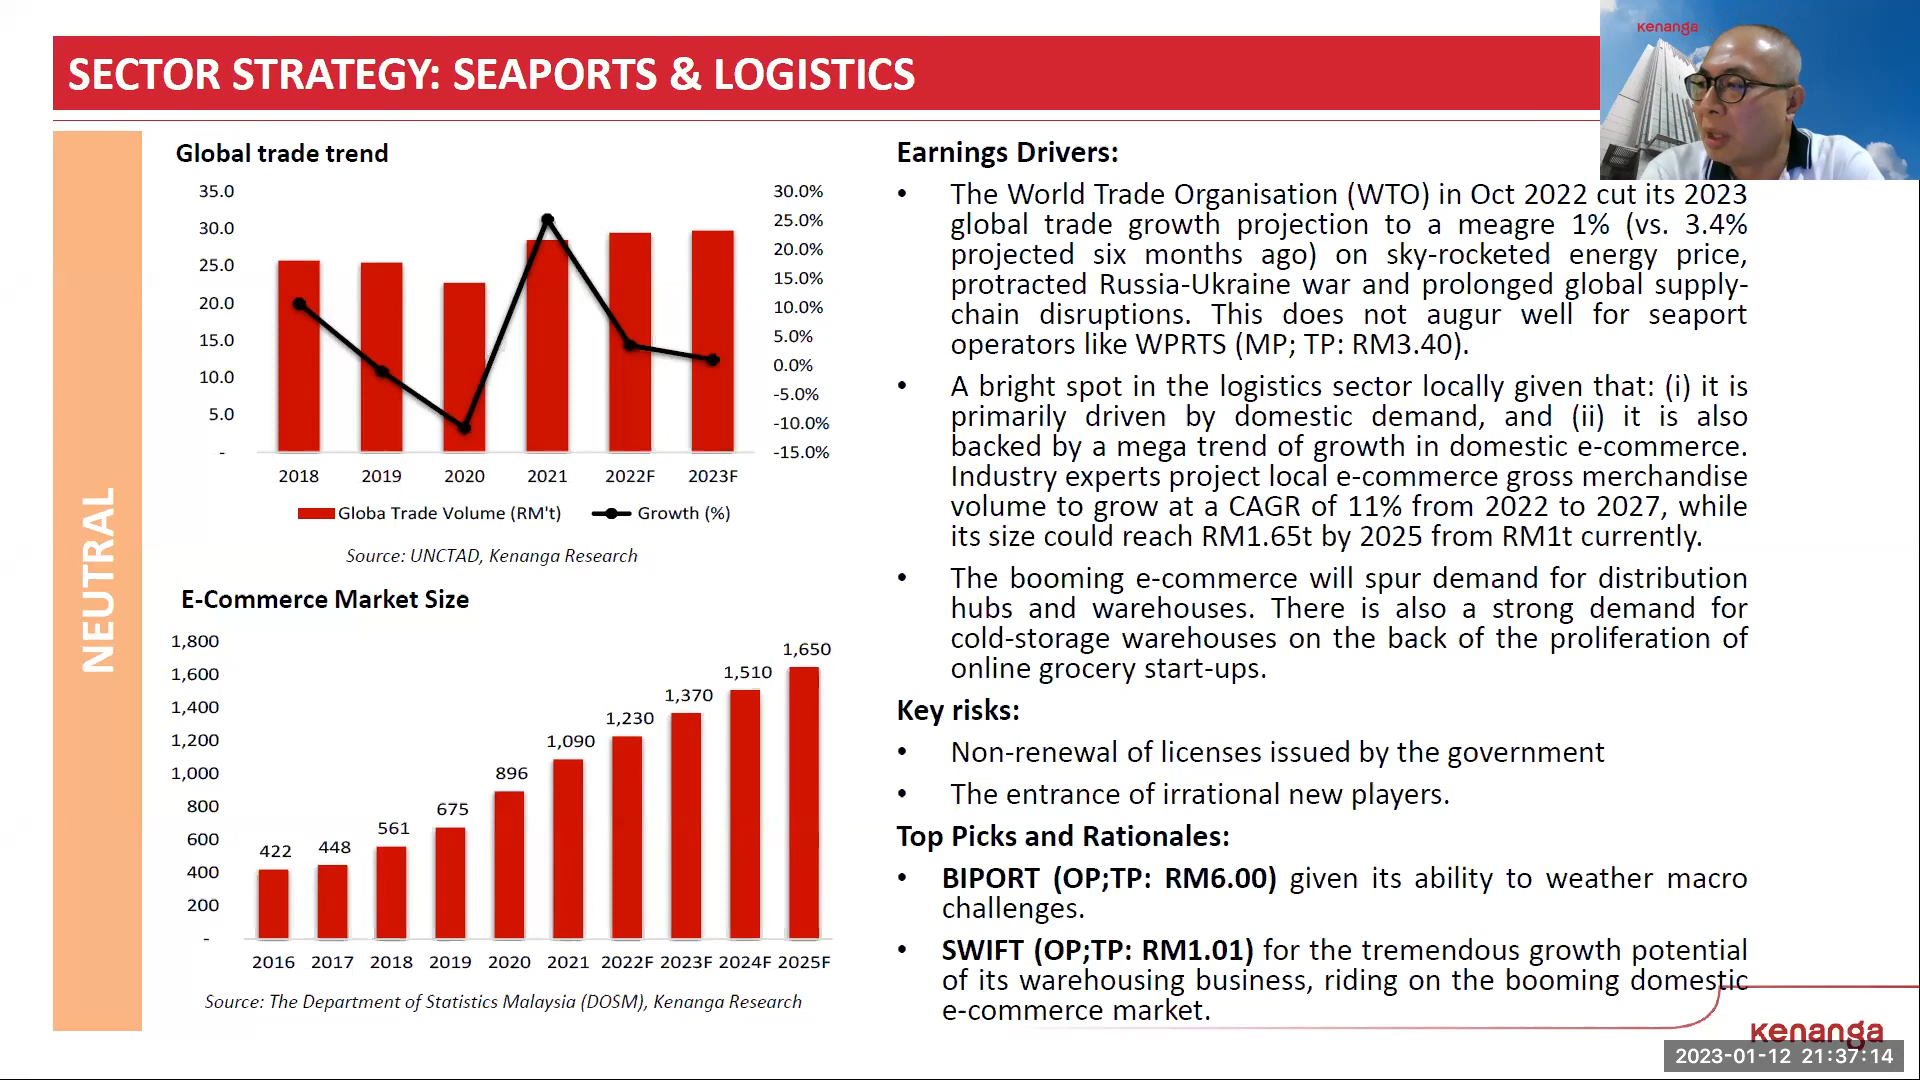 SECTOR STRATEGY: SEAPORTS & LOGISTICS
Kenanga
NEUTRAL
Global trade trend
35.0
30.0
25.0
20.0
15.0
10.0
5.0
-
30.0%
25.0%
20.0%
15.0%
10.0%
5.0%
0.0%
-5.0%
-10.0%
-15.0%
2018 2019 2020 2021 2022F 2023F
Globa Trade Volume (RM't) Growth (%)
Source: UNCTAD, Kenanga Research
E-Commerce Market Size
1,800
1,600
1,400
1,200
1,000
800
600
400
200
-
422 448 561 675 896 1,090 1,230 1,370 1,510 1,650
2016 2017 2018 2019 2020 2021 2022F 2023F 2024F 2025F
Source: The Department of Statistics Malaysia (DOSM), Kenanga Research
Earnings Drivers:
• The World Trade Organisation (WTO) in Oct 2022 cut its 2023
global trade growth projection to a meagre 1% (vs. 3.4%
projected six months ago) on sky-rocketed energy price,
protracted Russia-Ukraine war and prolonged global supply-
chain disruptions. This does not augur well for seaport
operators like WPRTS (MP; TP: RM3.40).
• A bright spot in the logistics sector locally given that: (i) it is
primarily driven by domestic demand, and (ii) it is also
backed by a mega trend of growth in domestic e-commerce.
Industry experts project local e-commerce gross merchandise
volume to grow at a CAGR of 11% from 2022 to 2027, while
its size could reach RM1.65t by 2025 from RM1t currently.
• The booming e-commerce will spur demand for distribution
hubs and warehouses. There is also a strong demand for
cold-storage warehouses on the back of the proliferation of
online grocery start-ups.
Key risks:
• Non-renewal of licenses issued by the government
• The entrance of irrational new players.
Top Picks and Rationales:
• BIPORT (OP;TP: RM6.00) given its ability to weather macro
challenges.
• SWIFT (OP;TP: RM1.01) for the tremendous growth potential
of its warehousing business, riding on the booming domestic
e-commerce market.
kenanga
2023-01-12 21:37:14